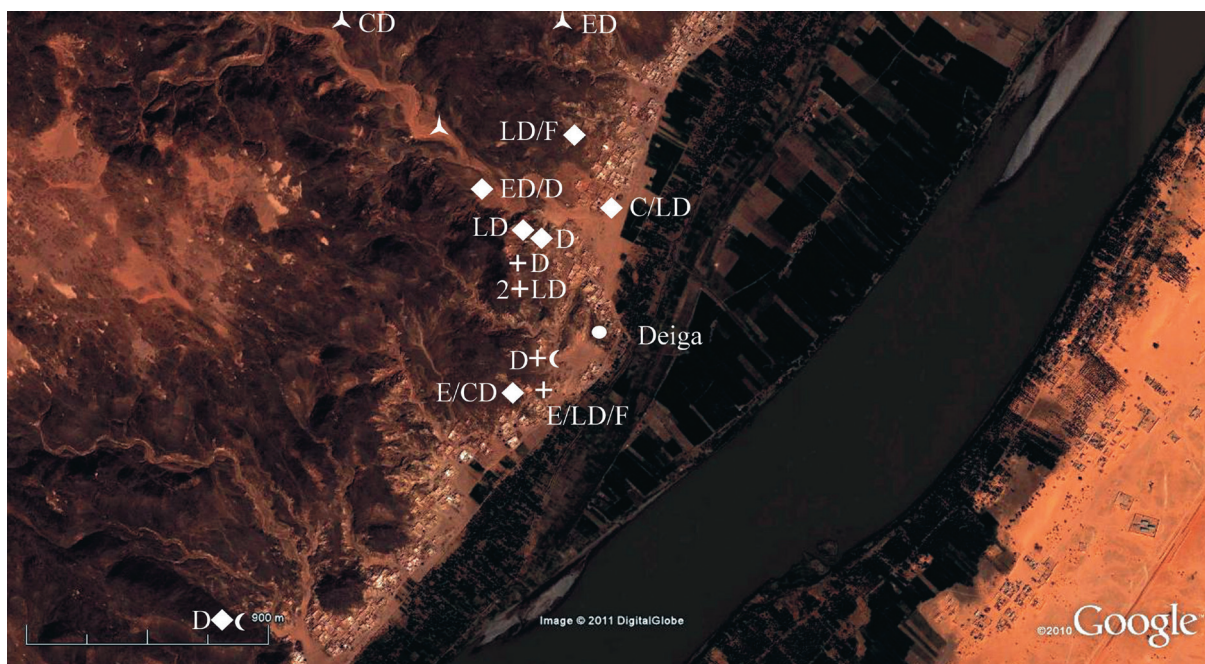 CD
ED
LD/F
ED/D
C/LD
LD
D
D
2 LD
Deiga
D
E/CD
E/LD/F
D
900 m
Image © 2011 DigitalGlobe
©2010 Google